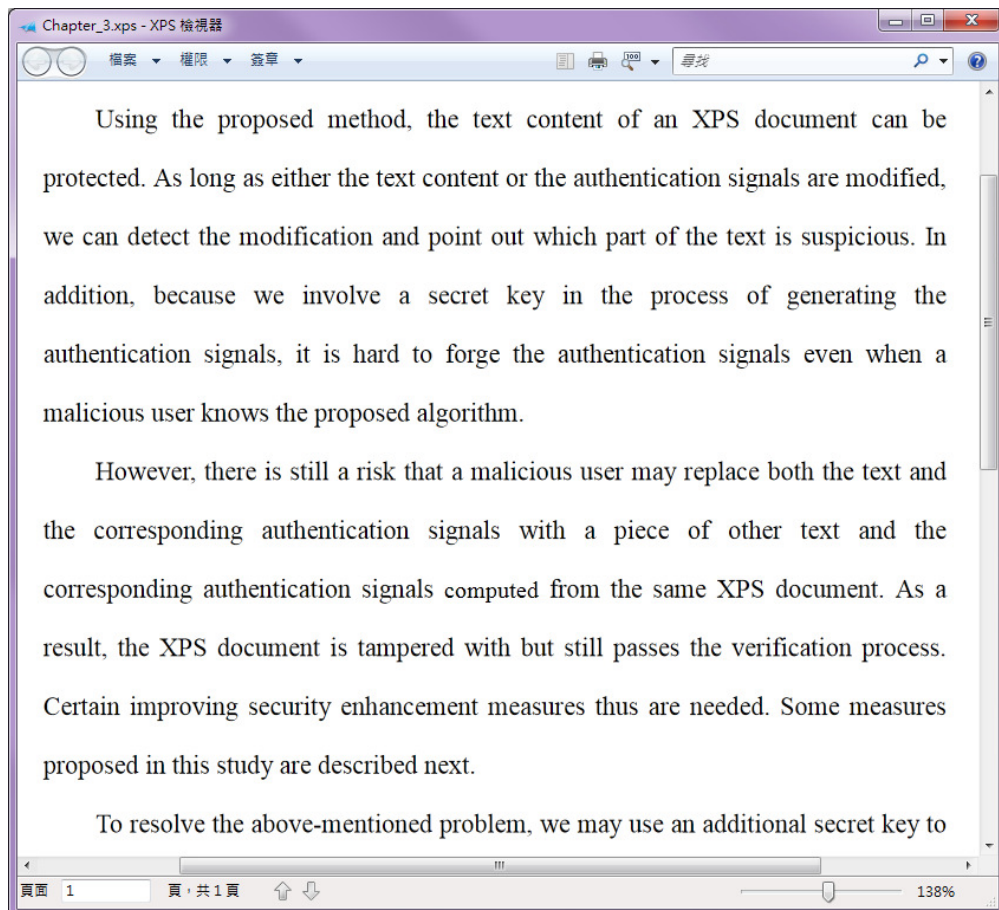 Chapter_3.xps - XPS 檢視器
檔案 權限 簽章 尋找
Using the proposed method, the text content of an XPS document can be
protected. As long as either the text content or the authentication signals are modified,
we can detect the modification and point out which part of the text is suspicious. In
addition, because we involve a secret key in the process of generating the
authentication signals, it is hard to forge the authentication signals even when a
malicious user knows the proposed algorithm.
However, there is still a risk that a malicious user may replace both the text and
the corresponding authentication signals with a piece of other text and the
corresponding authentication signals computed from the same XPS document. As a
result, the XPS document is tampered with but still passes the verification process.
Certain improving security enhancement measures thus are needed. Some measures
proposed in this study are described next.
To resolve the above-mentioned problem, we may use an additional secret key to
頁面 1 頁，共 1 頁 138%